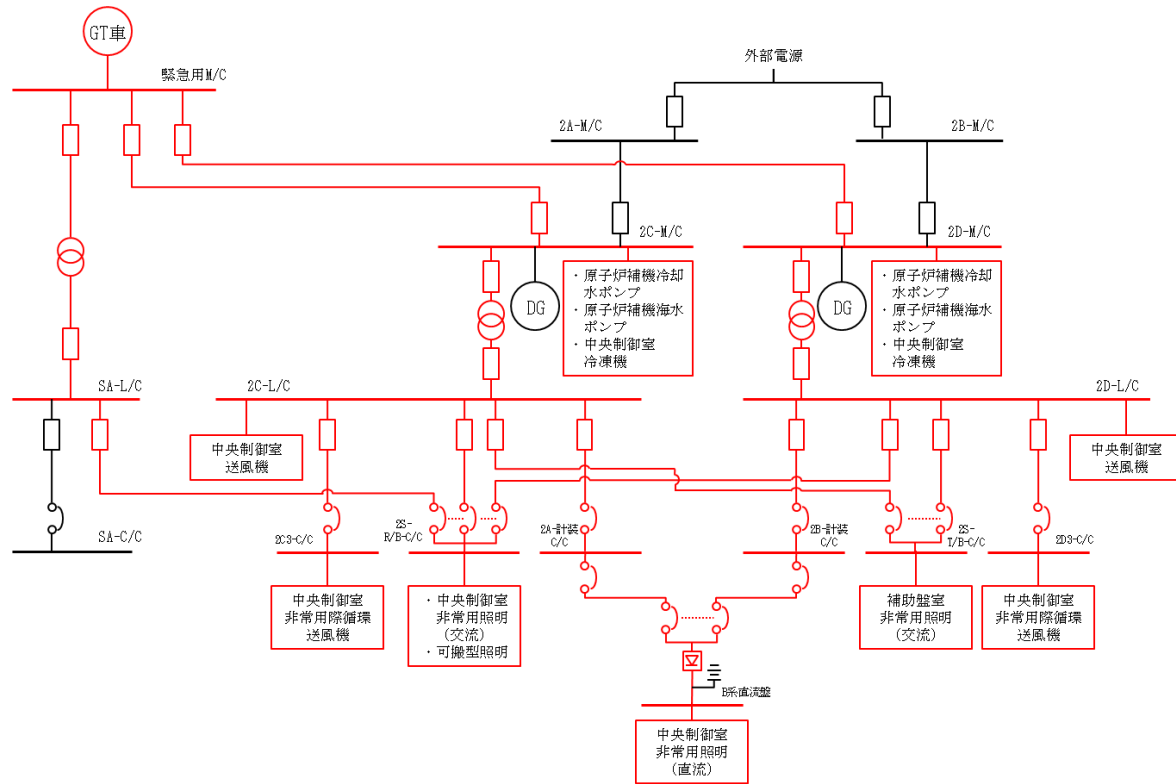 GT車
緊急用M/C
外部電源
2A-M/C
2B-M/C
2C-M/C
2D-M/C
DG
・原子炉補機冷却
水ポンプ
・原子炉補機海水
ポンプ
・中央制御室
冷凍機
DG
・原子炉補機冷却
水ポンプ
・原子炉補機海水
ポンプ
・中央制御室
冷凍機
SA-L/C
2C-L/C
2D-L/C
中央制御室
送風機
中央制御室
送風機
SA-C/C
2C3-C/C
2S-
R/B-C/C
2A-計装
C/C
2B-計装
C/C
2S-
T/B-C/C
2D3-C/C
中央制御室
非常用際循環
送風機
・中央制御室
非常用照明
(交流)
・可搬型照明
補助盤室
非常用照明
(交流)
中央制御室
非常用際循環
送風機
B系直流盤
中央制御室
非常用照明
(直流)